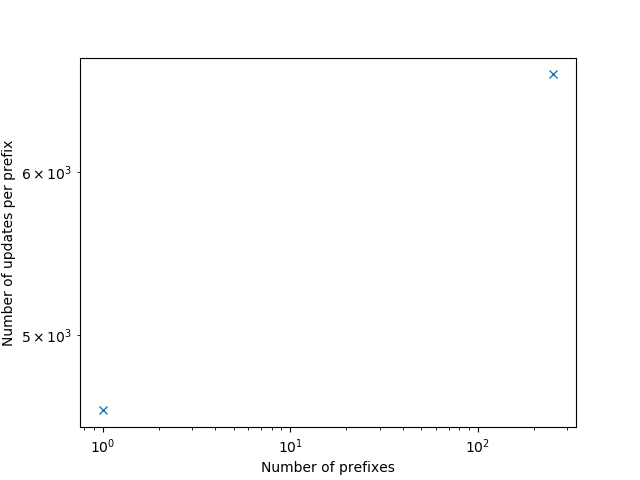 Number of updates per prefix
6 × 10³
5 × 10³
10⁰
10¹
10²
Number of prefixes